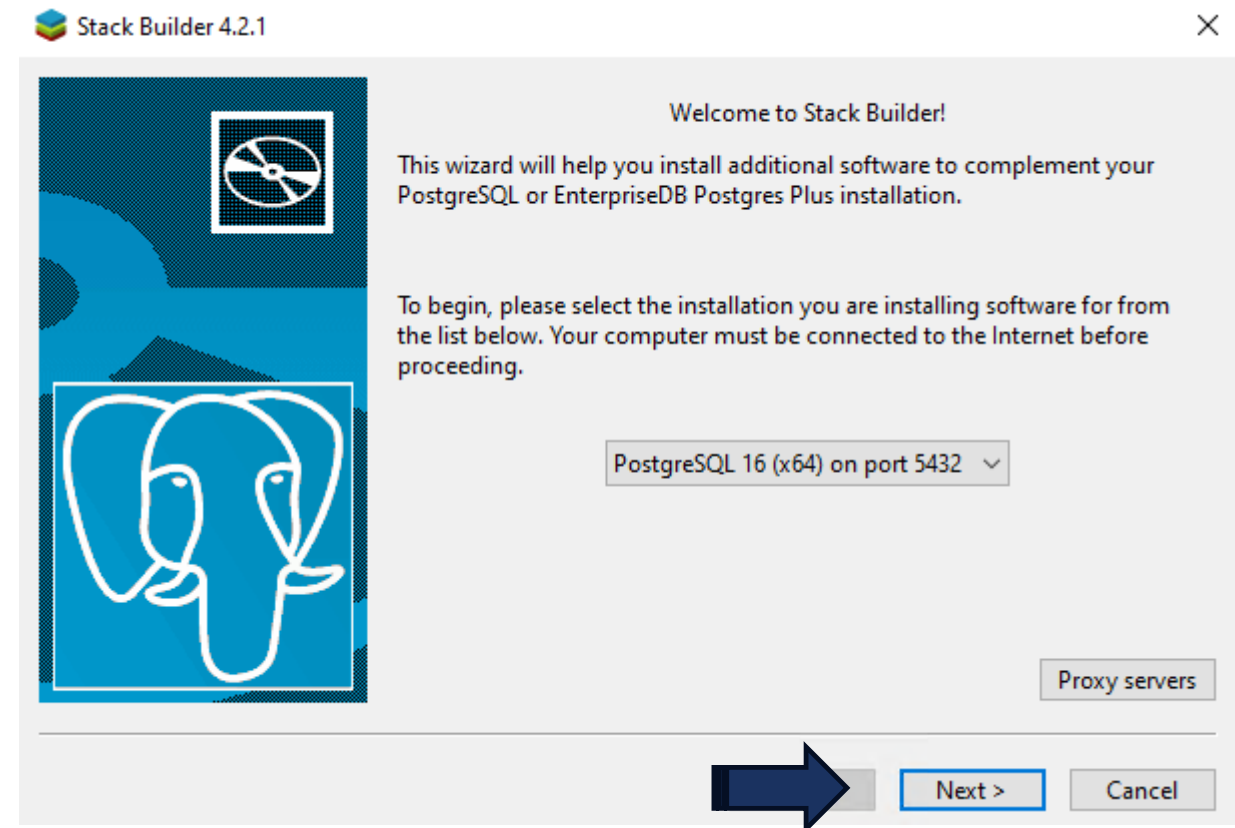 Stack Builder 4.2.1
Welcome to Stack Builder!
This wizard will help you install additional software to complement your
PostgreSQL or EnterpriseDB Postgres Plus installation.
To begin, please select the installation you are installing software for from
the list below. Your computer must be connected to the Internet before
proceeding.
PostgreSQL 16 (x64) on port 5432
Proxy servers
Next >
Cancel